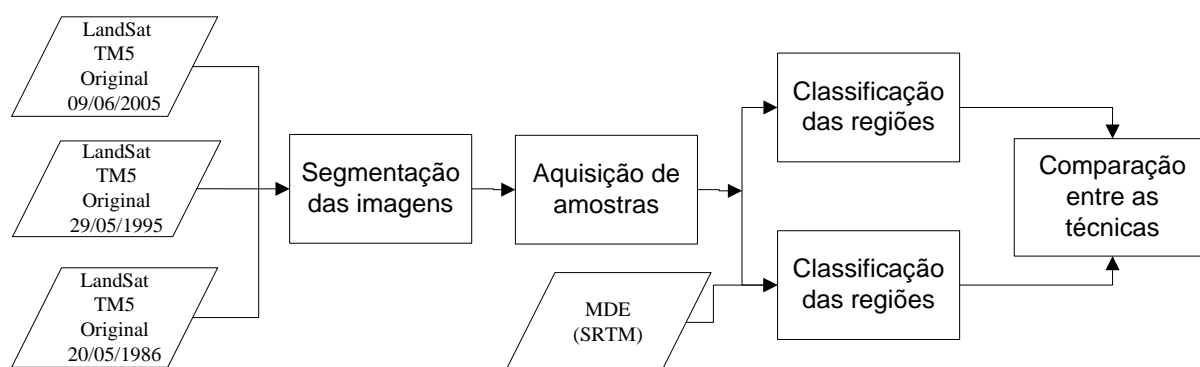 LandSat
TM5
Original
09/06/2005
LandSat
TM5
Original
29/05/1995
LandSat
TM5
Original
20/05/1986
Segmentação
das imagens
Aquisição de
amostras
MDE
(SRTM)
Classificação
das regiões
Classificação
das regiões
Comparação
entre as
técnicas